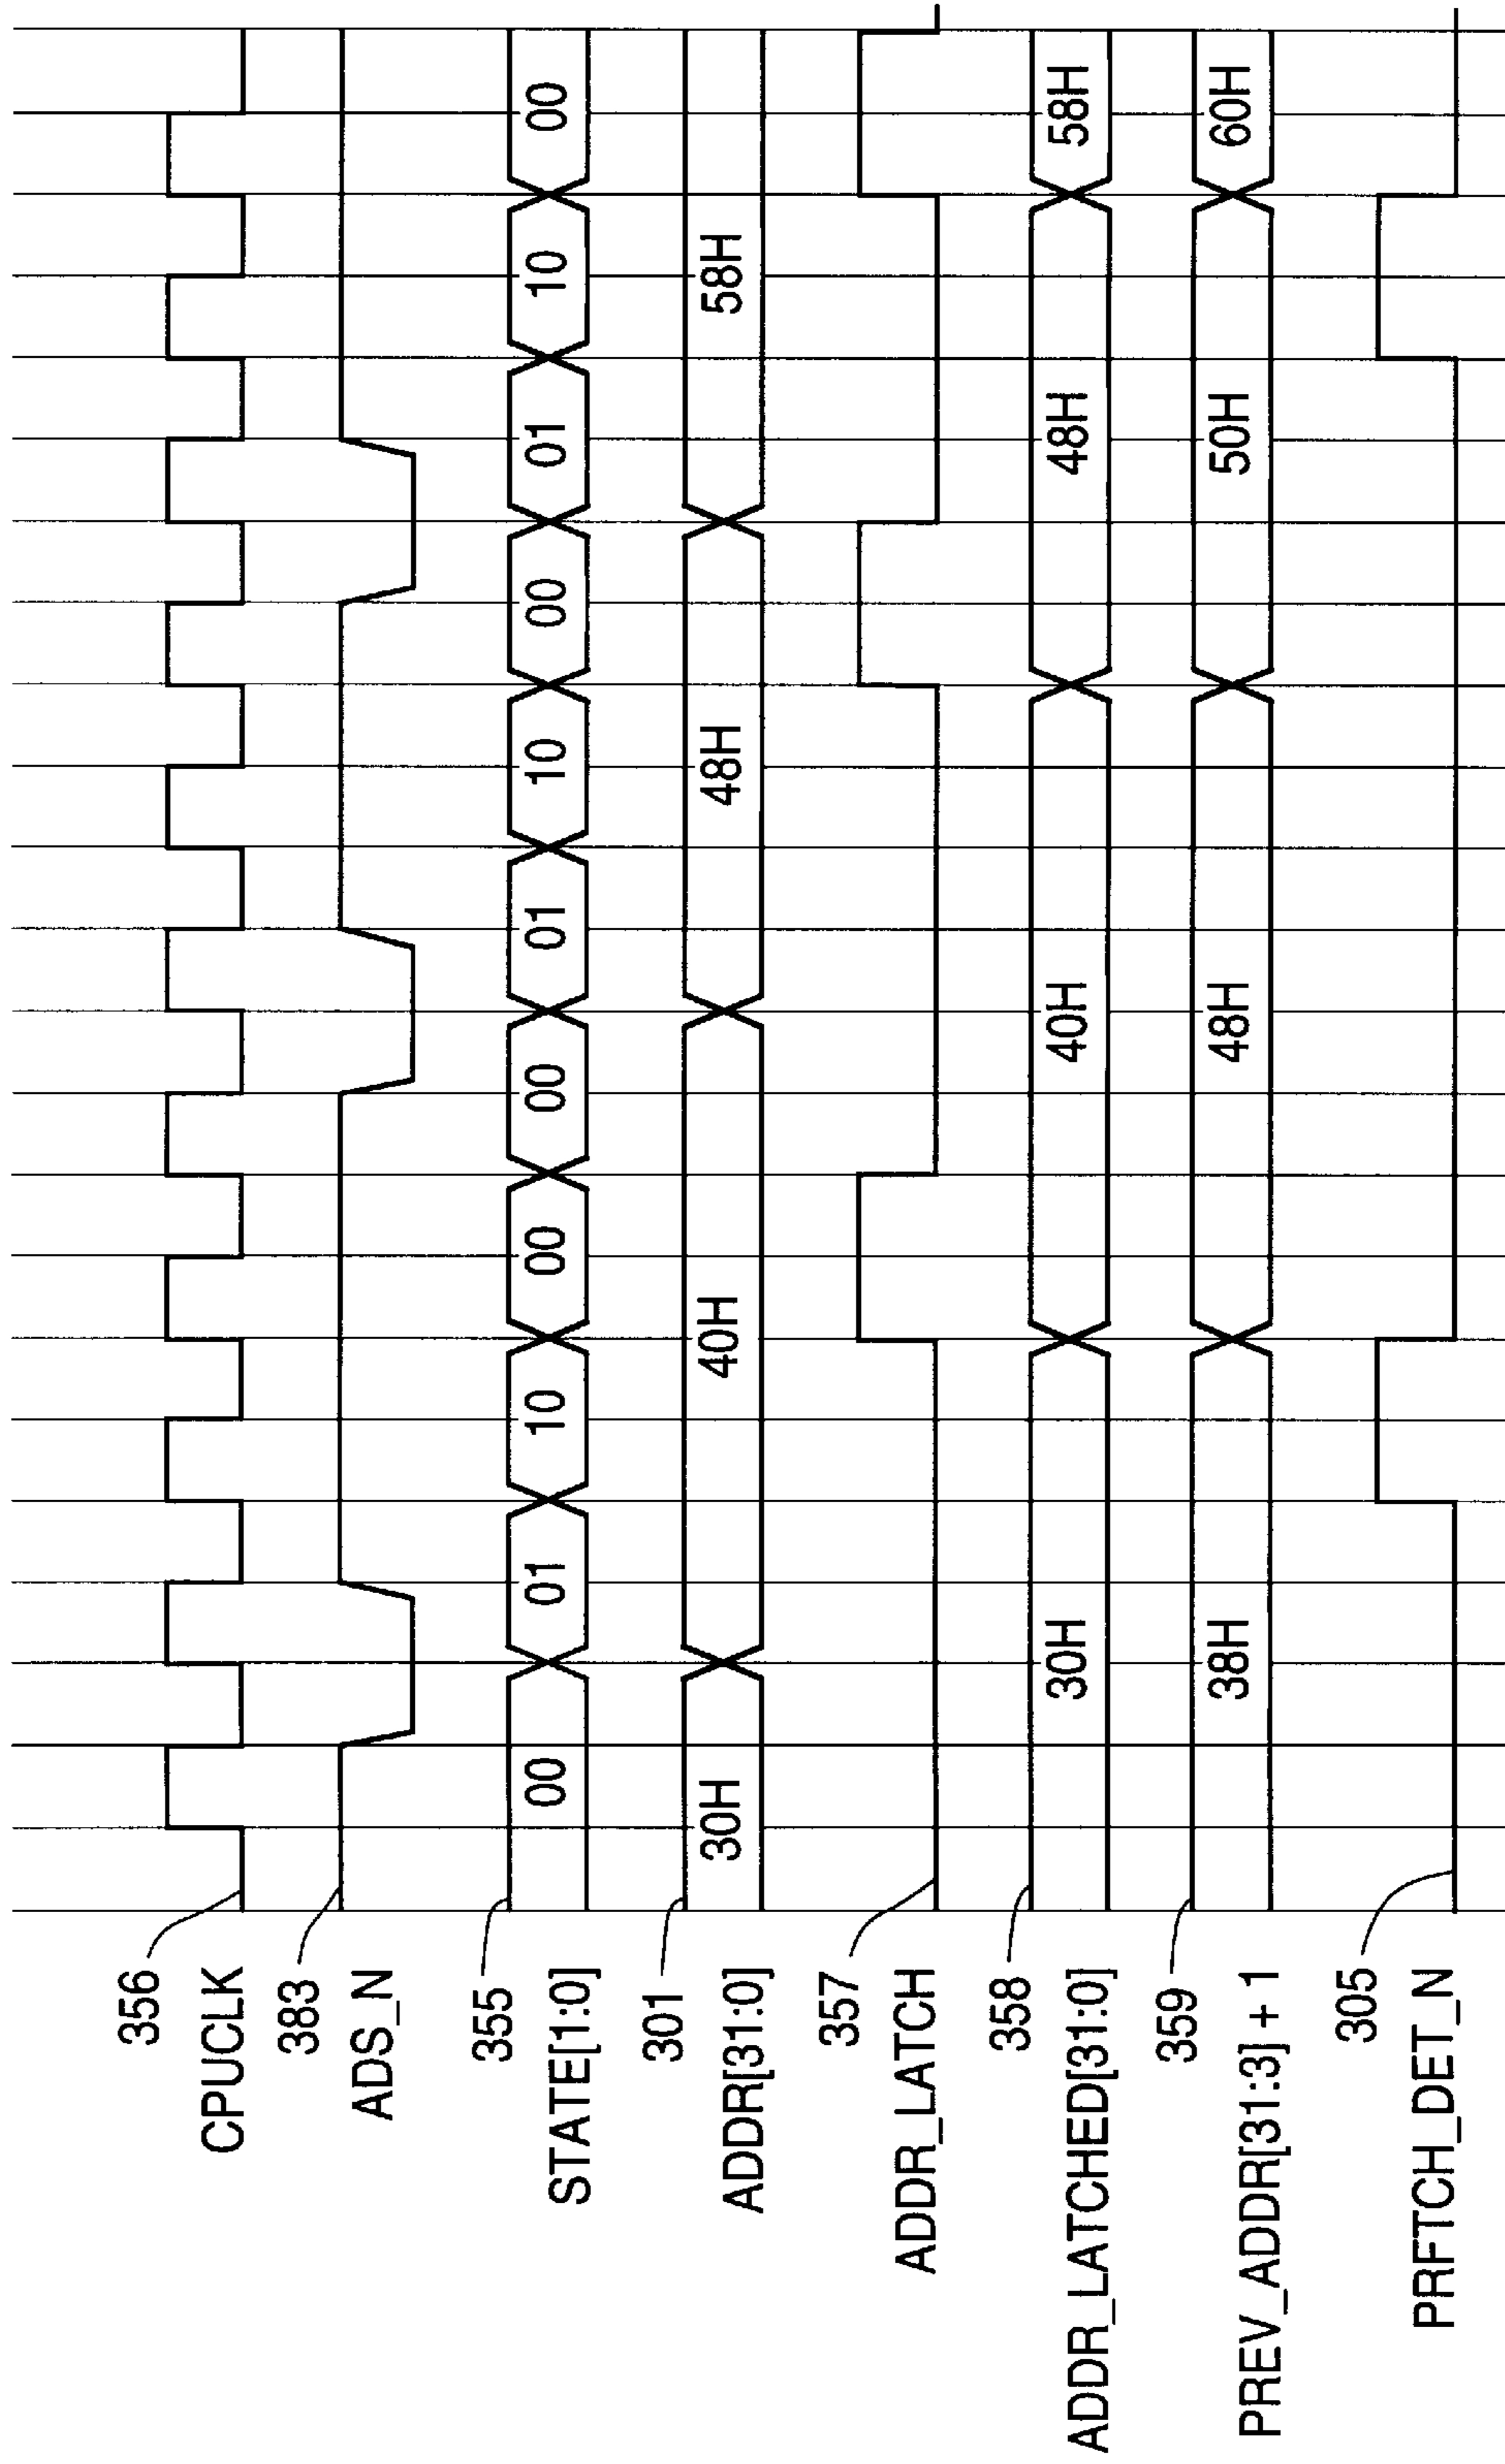 356
CPUCLK
383
ADS_N
355
STATE[1:0]
00 01 10 00 00 01 10 00 01 10 00
301
ADDR[31:0]
30H 40H 48H 58H
357
ADDR_LATCH
358
ADDR_LATCHED[31:0]
30H 40H 48H 58H
359
PREV_ADDR[31:3] + 1
38H 48H 50H 60H
305
PRFTCH_DET_N